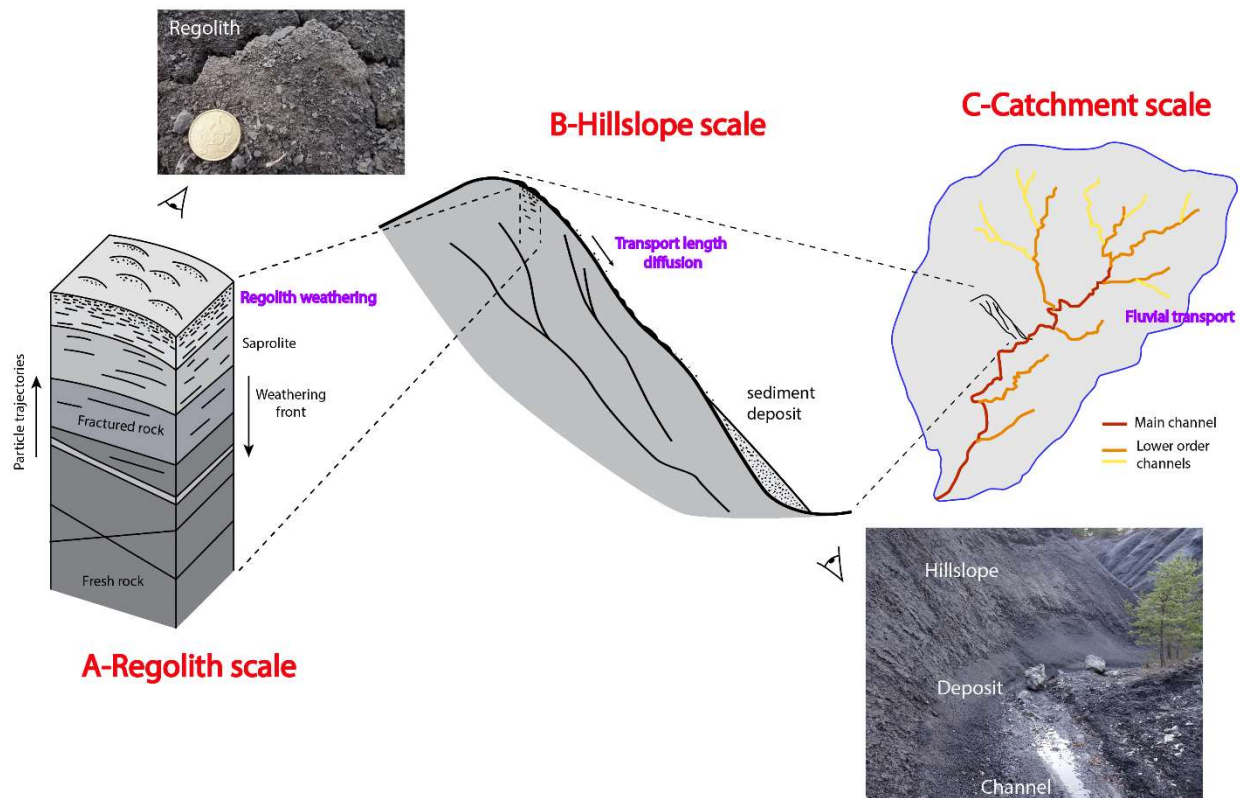 Regolith
B-Hillslope scale
C-Catchment scale
Regolith weathering
Transport length
diffusion
Fluvial transport
Saprolite
Weathering
front
Particle trajectories
Fractured rock
Fresh rock
sediment
deposit
Main channel
Lower order
channels
A-Regolith scale
Hillslope
Deposit
Channel